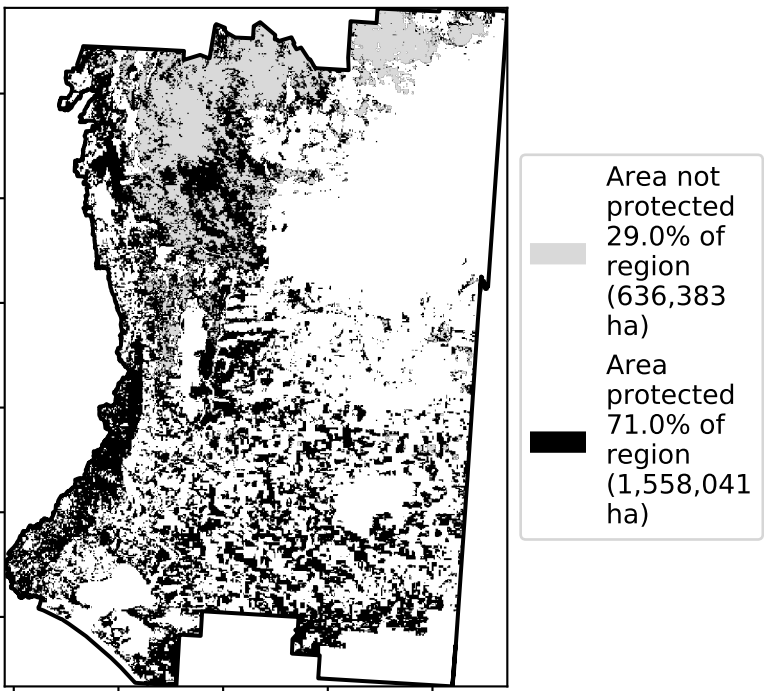 Area not
protected
29.0% of
region
(636,383
ha)
Area
protected
71.0% of
region
(1,558,041
ha)